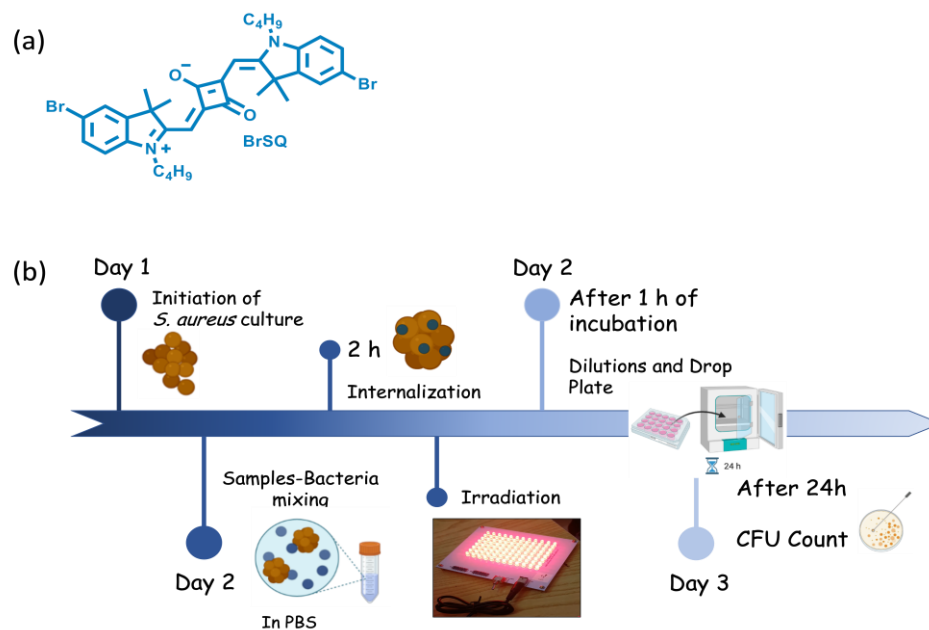 (a)
C₄H₉
N
O⁻
Br
Br
O
N
+
BrSQ
C₄H₉
(b)
Day 1
Initiation of
S. aureus culture
2 h
Internalization
Day 2
After 1 h of
incubation
Dilutions and Drop
Plate
24 h
Samples-Bacteria
mixing
Day 2
In PBS
Irradiation
After 24h
CFU Count
Day 3